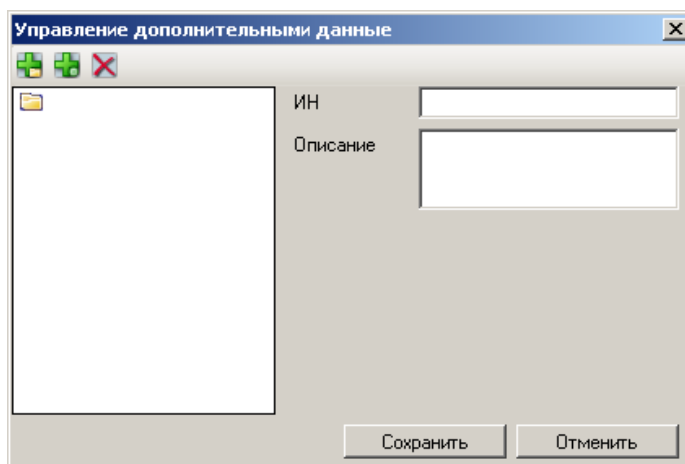 Управление дополнительными данные
ИН
Описание
Сохранить
Отменить